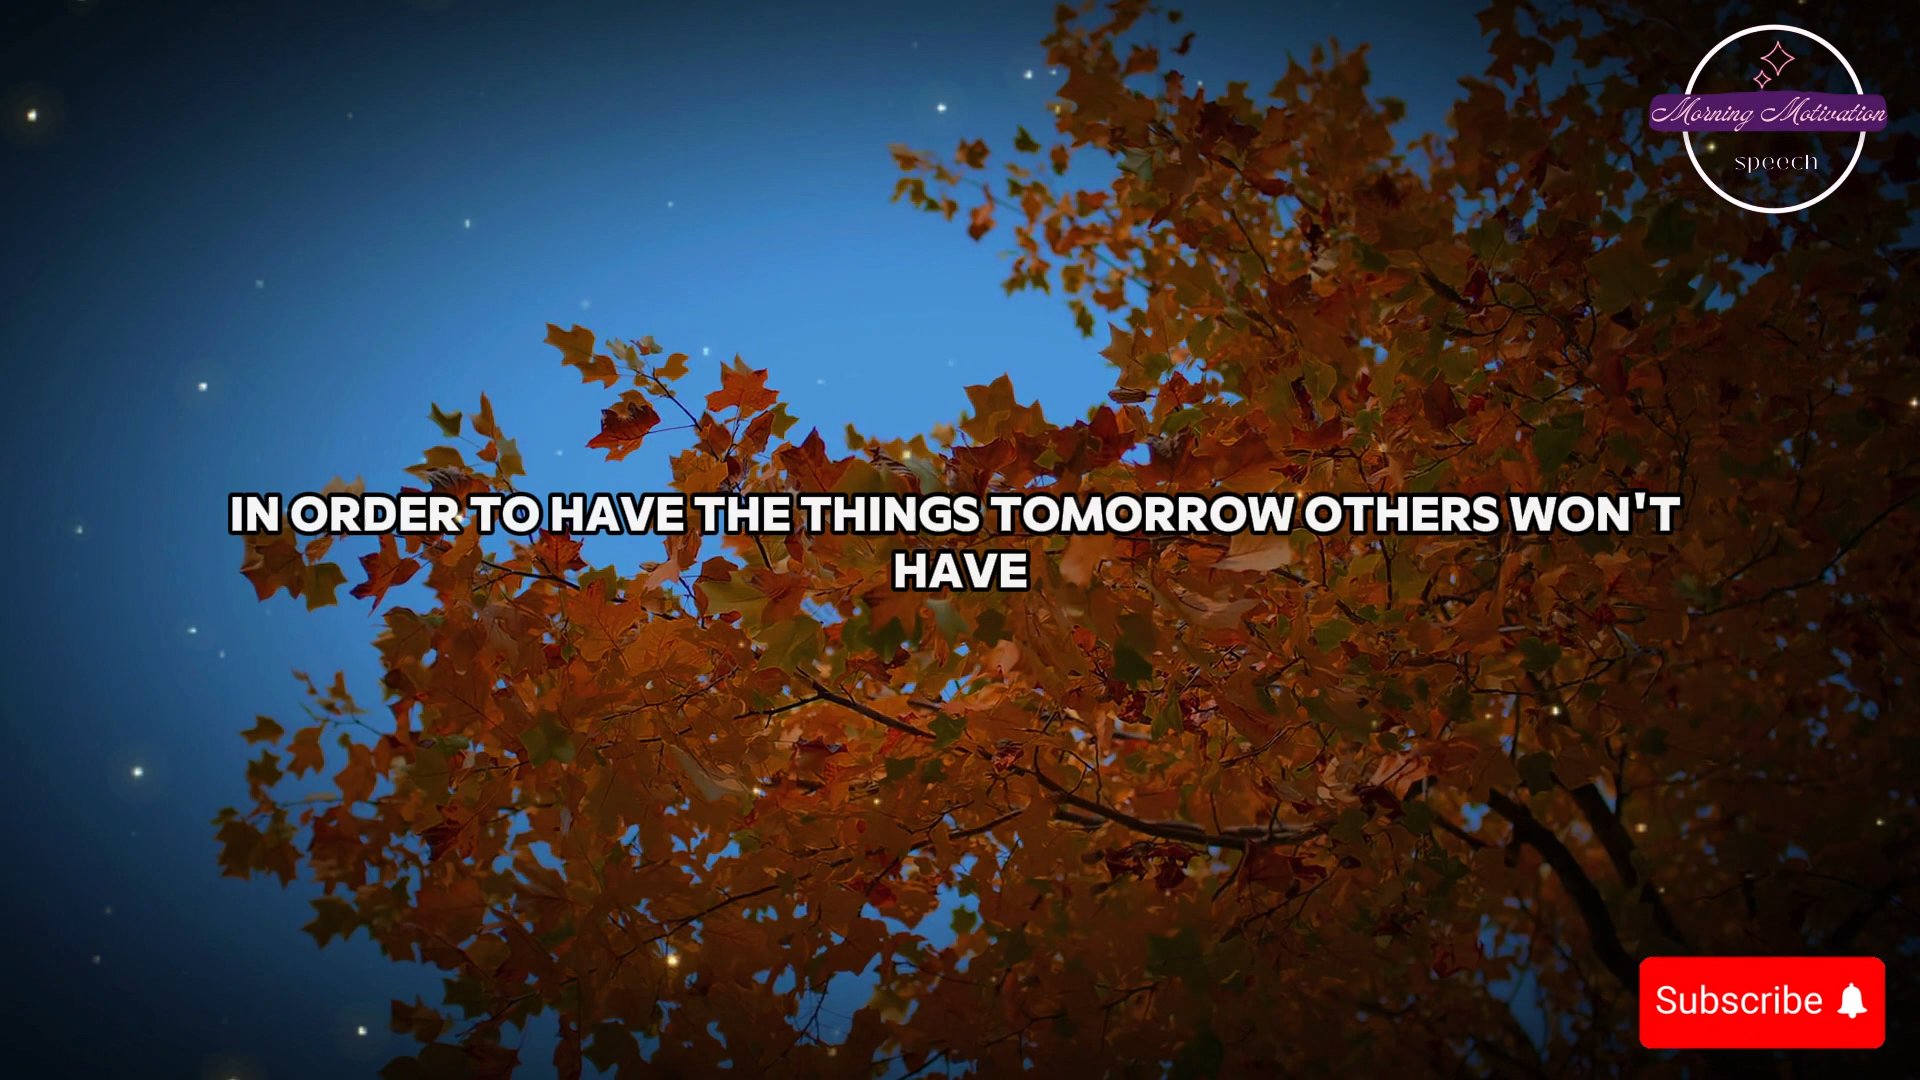 Morning Motivation
speech
IN ORDER TO HAVE THE THINGS TOMORROW OTHERS WON'T
HAVE
Subscribe